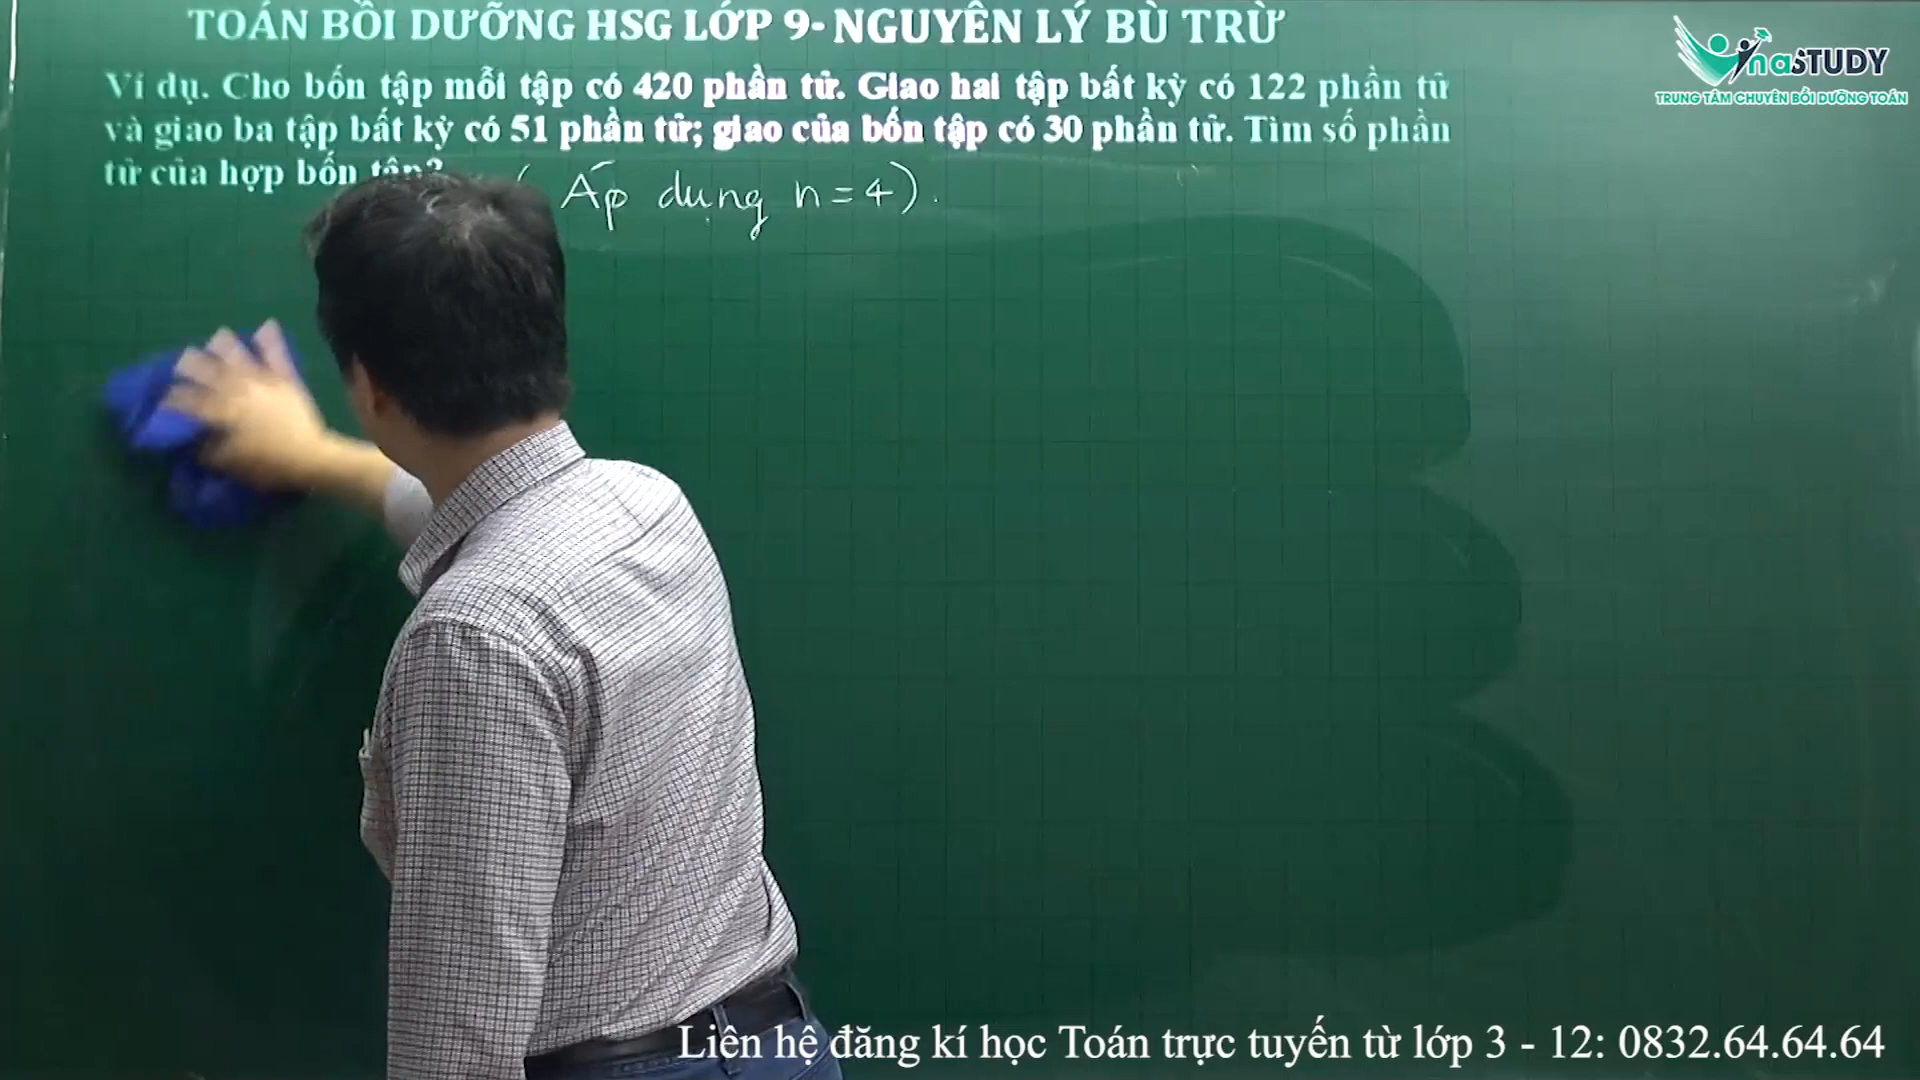 TOÁN BỒI DƯỠNG HSG LỚP 9- NGUYÊN LÝ BÙ TRỪ
Ví dụ. Cho bốn tập mỗi tập có 420 phần tử. Giao hai tập bất kỳ có 122 phần tử
và giao ba tập bất kỳ có 51 phần tử; giao của bốn tập có 30 phần tử. Tìm số phần
tử của hợp bốn tập?
(Áp dụng n=4).
inaSTUDY
TRUNG TÂM CHUYÊN BỒI DƯỠNG TOÁN
Liên hệ đăng kí học Toán trực tuyến từ lớp 3 - 12: 0832.64.64.64